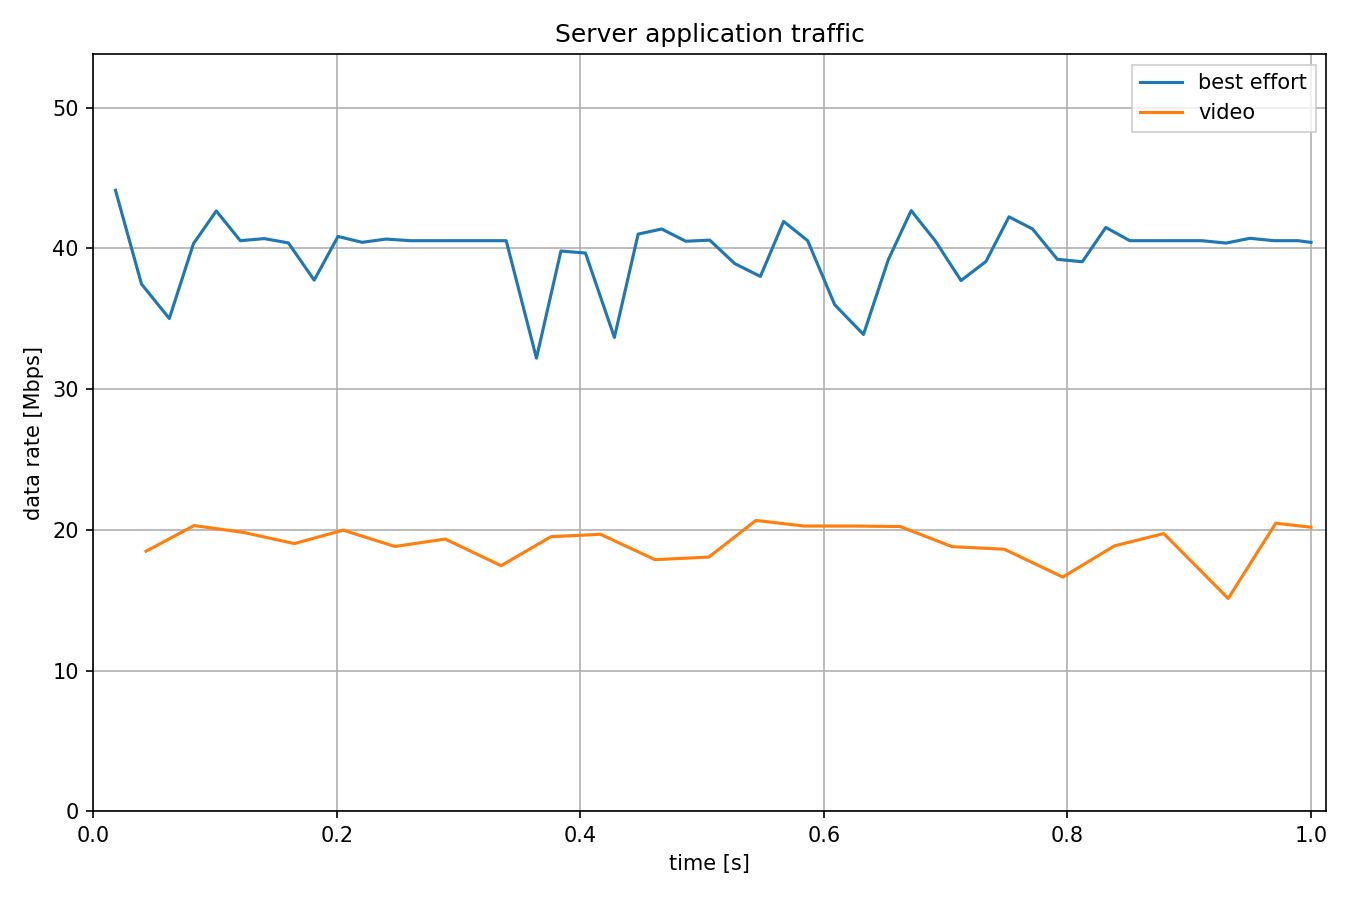 Server application traffic
best effort
video
50
40
30
20
10
0
data rate [Mbps]
0.0 0.2 0.4 0.6 0.8 1.0
time [s]